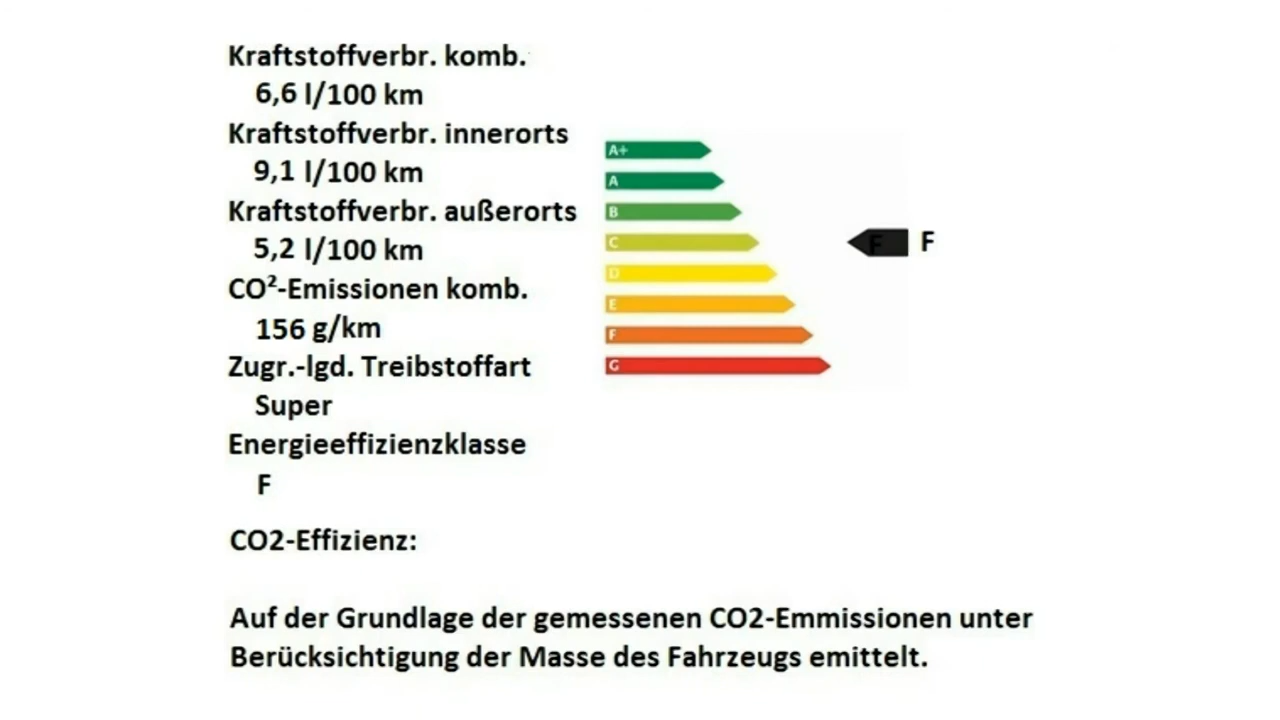 Kraftstoffverbr. komb.
6,6 l/100 km
Kraftstoffverbr. innerorts
9,1 l/100 km
Kraftstoffverbr. außerorts
5,2 l/100 km
CO²-Emissionen komb.
156 g/km
Zugr.-lgd. Treibstoffart
Super
Energieeffizienzklasse
F
A+
A
B
C
D
E
F
G
F F
CO2-Effizienz:
Auf der Grundlage der gemessenen CO2-Emmissionen unter
Berücksichtigung der Masse des Fahrzeugs emittelt.